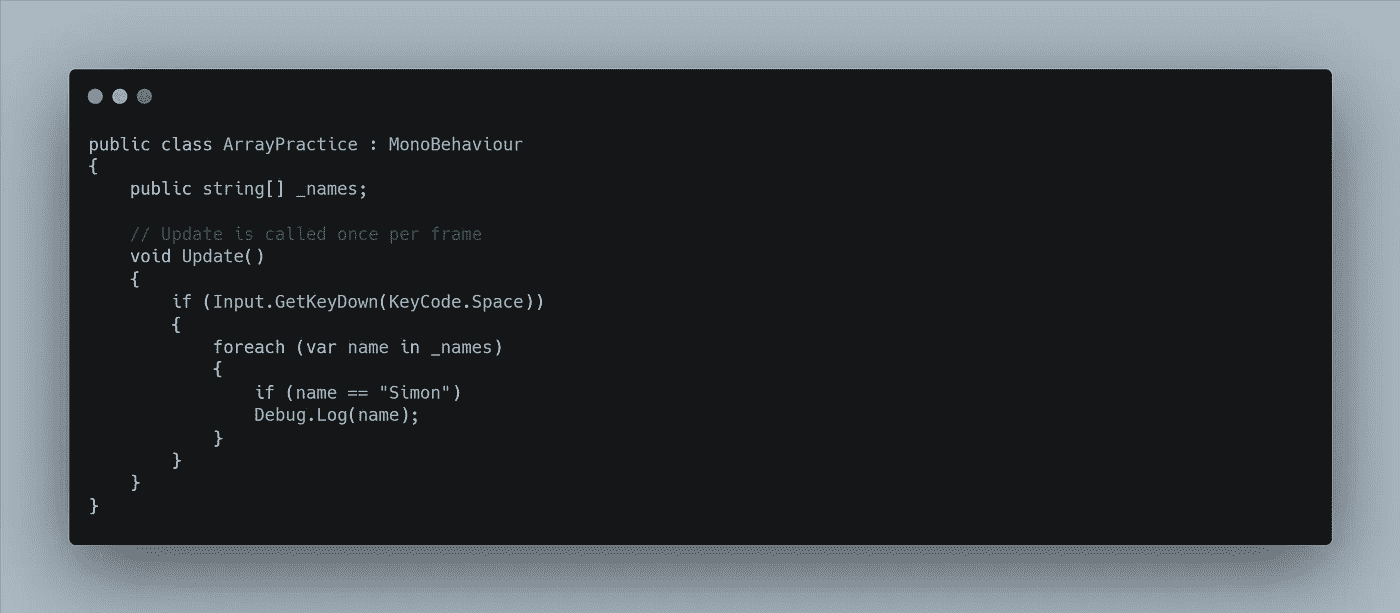 public class ArrayPractice : MonoBehaviour
{
    public string[] _names;

    // Update is called once per frame
    void Update()
    {
        if (Input.GetKeyDown(KeyCode.Space))
        {
            foreach (var name in _names)
            {
                if (name == "Simon")
                Debug.Log(name);
            }
        }
    }
}